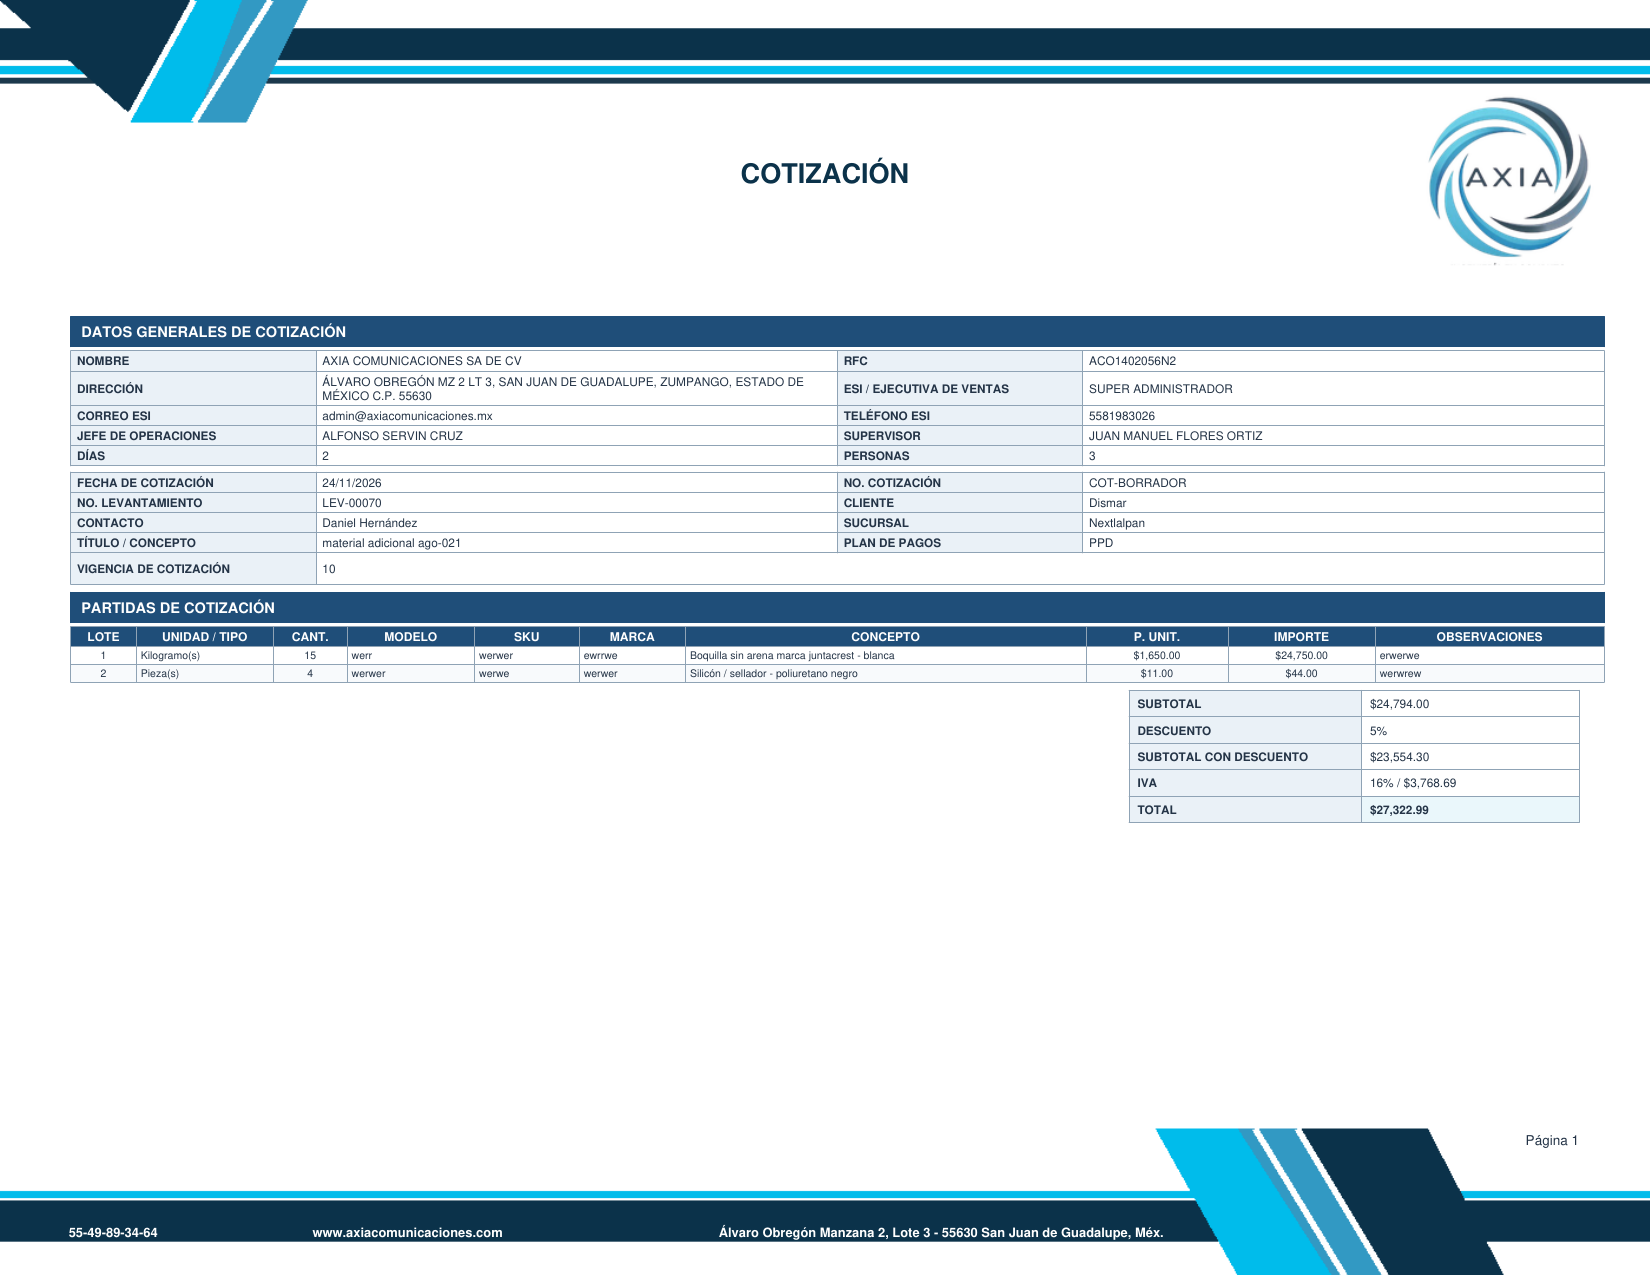 AXIA
COTIZACIÓN
DATOS GENERALES DE COTIZACIÓN
NOMBRE AXIA COMUNICACIONES SA DE CV RFC ACO1402056N2
DIRECCIÓN ÁLVARO OBREGÓN MZ 2 LT 3, SAN JUAN DE GUADALUPE, ZUMPANGO, ESTADO DE
MÉXICO C.P. 55630 ESI / EJECUTIVA DE VENTAS SUPER ADMINISTRADOR
CORREO ESI admin@axiacomunicaciones.mx TELÉFONO ESI 5581983026
JEFE DE OPERACIONES ALFONSO SERVIN CRUZ SUPERVISOR JUAN MANUEL FLORES ORTIZ
DÍAS 2 PERSONAS 3
FECHA DE COTIZACIÓN 24/11/2026 NO. COTIZACIÓN COT-BORRADOR
NO. LEVANTAMIENTO LEV-00070 CLIENTE Dismar
CONTACTO Daniel Hernández SUCURSAL Nextlalpan
TÍTULO / CONCEPTO material adicional ago-021 PLAN DE PAGOS PPD
VIGENCIA DE COTIZACIÓN 10
PARTIDAS DE COTIZACIÓN
LOTE UNIDAD / TIPO CANT. MODELO SKU MARCA CONCEPTO P. UNIT. IMPORTE OBSERVACIONES
1 Kilogramo(s) 15 werr werwer ewrrwe Boquilla sin arena marca juntacrest - blanca $1,650.00 $24,750.00 erwerwe
2 Pieza(s) 4 werwer werwe werwer Silicón / sellador - poliuretano negro $11.00 $44.00 werwrew
SUBTOTAL $24,794.00
DESCUENTO 5%
SUBTOTAL CON DESCUENTO $23,554.30
IVA 16% / $3,768.69
TOTAL $27,322.99
Página 1
55-49-89-34-64 www.axiacomunicaciones.com Álvaro Obregón Manzana 2, Lote 3 - 55630 San Juan de Guadalupe, Méx.